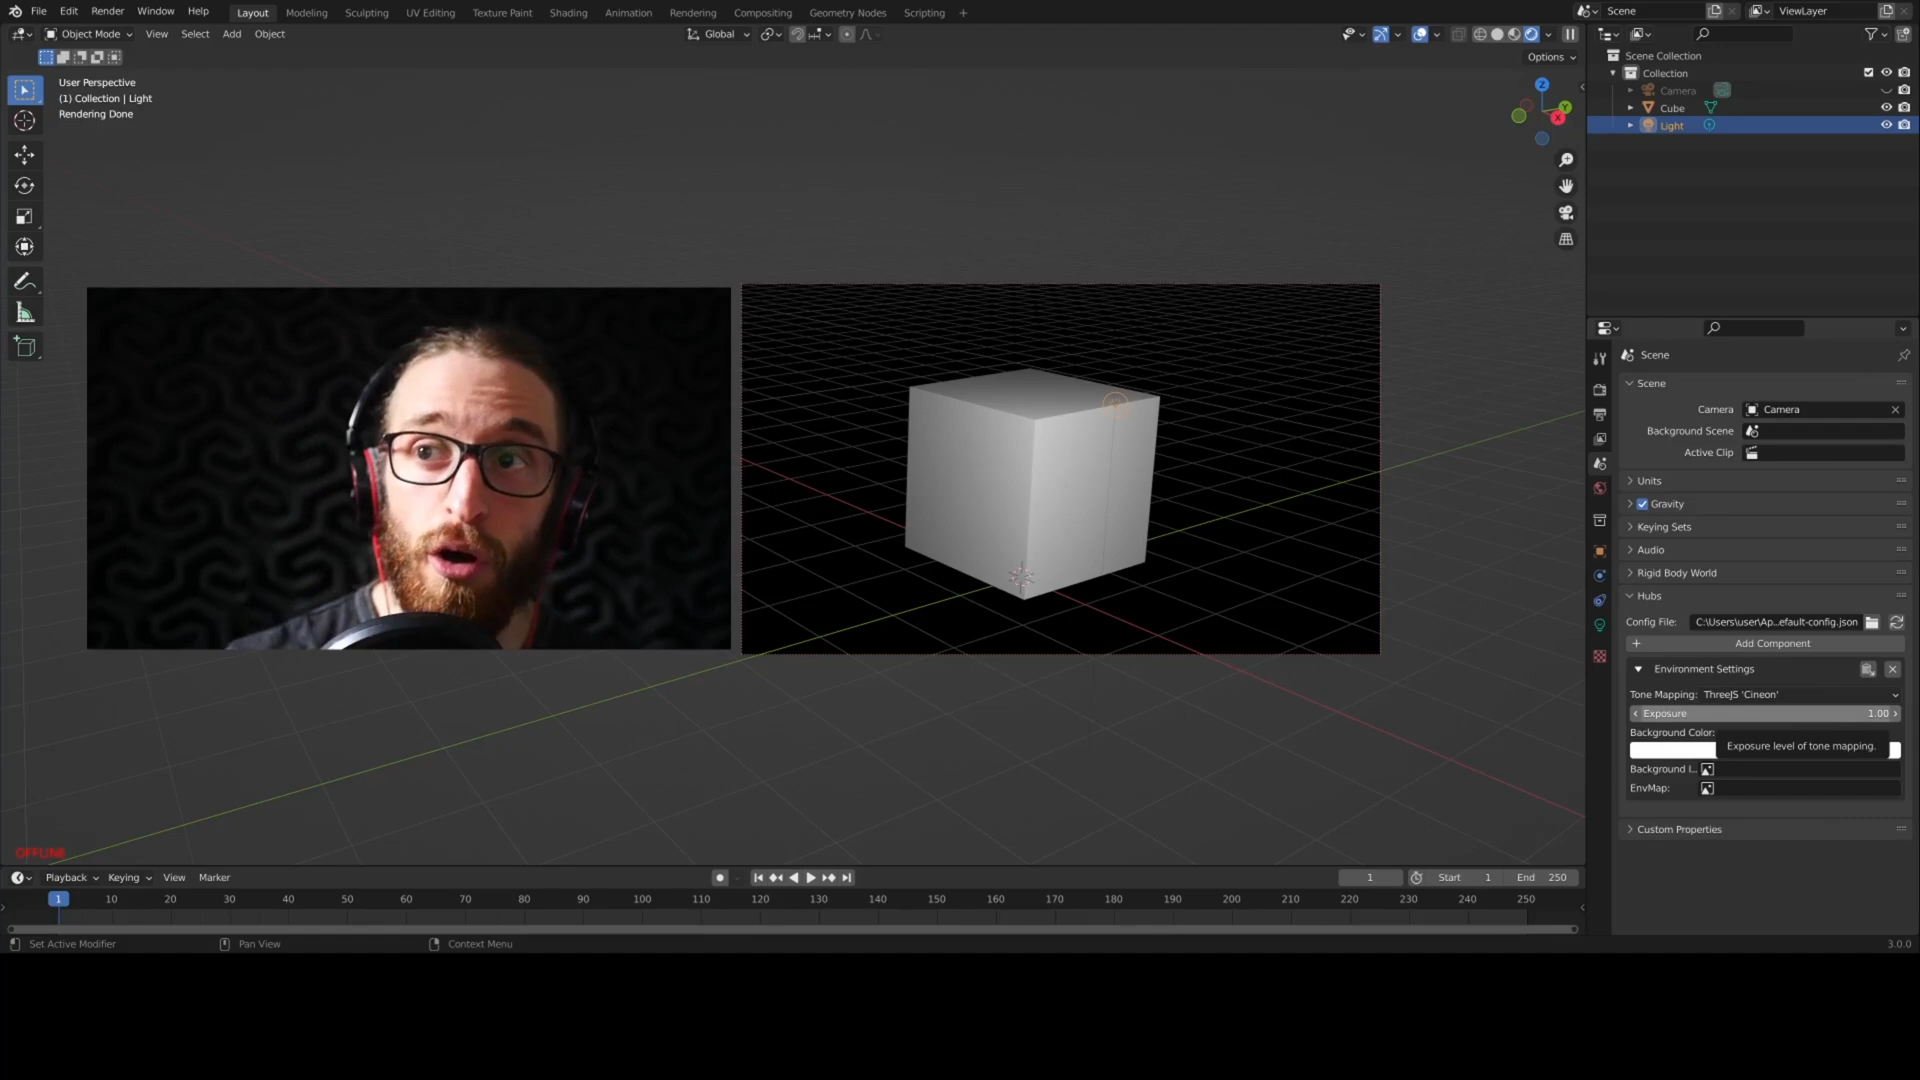 File Edit Render Window Help Layout Modeling Sculpting UV Editing Texture Paint Shading Animation Rendering Compositing Geometry Nodes Scripting + Scene ViewLayer
Object Mode View Select Add Object Global
Options
User Perspective
(1) Collection | Light
Rendering Done
Z
Y
X
Scene Collection
Collection
Camera
Cube
Light
Scene
Scene
Camera Camera
Background Scene
Active Clip
Units
Gravity
Keying Sets
Audio
Rigid Body World
Hubs
Config File: C:\Users\user\Ap...efault-config.json
+ Add Component
Environment Settings
Tone Mapping: ThreeJS 'Cineon'
Exposure 1.00
Background Color:
Exposure level of tone mapping.
Background I...
EnvMap:
Custom Properties
OFFLINE
Playback Keying View Marker 1 Start 1 End 250
1 10 20 30 40 50 60 70 80 90 100 110 120 130 140 150 160 170 180 190 200 210 220 230 240 250
Set Active Modifier Pan View Context Menu 3.0.0